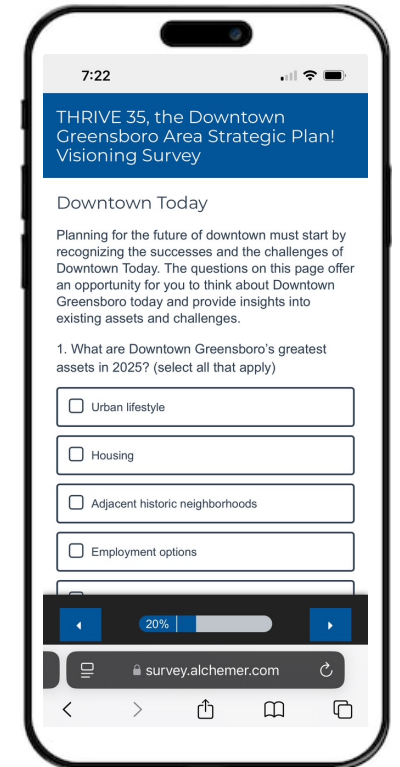 7:22
THRIVE 35, the Downtown
Greensboro Area Strategic Plan!
Visioning Survey
Downtown Today
Planning for the future of downtown must start by
recognizing the successes and the challenges of
Downtown Today. The questions on this page offer
an opportunity for you to think about Downtown
Greensboro today and provide insights into
existing assets and challenges.
1. What are Downtown Greensboro’s greatest
assets in 2025? (select all that apply)
Urban lifestyle
Housing
Adjacent historic neighborhoods
Employment options
20%
survey.alchemer.com